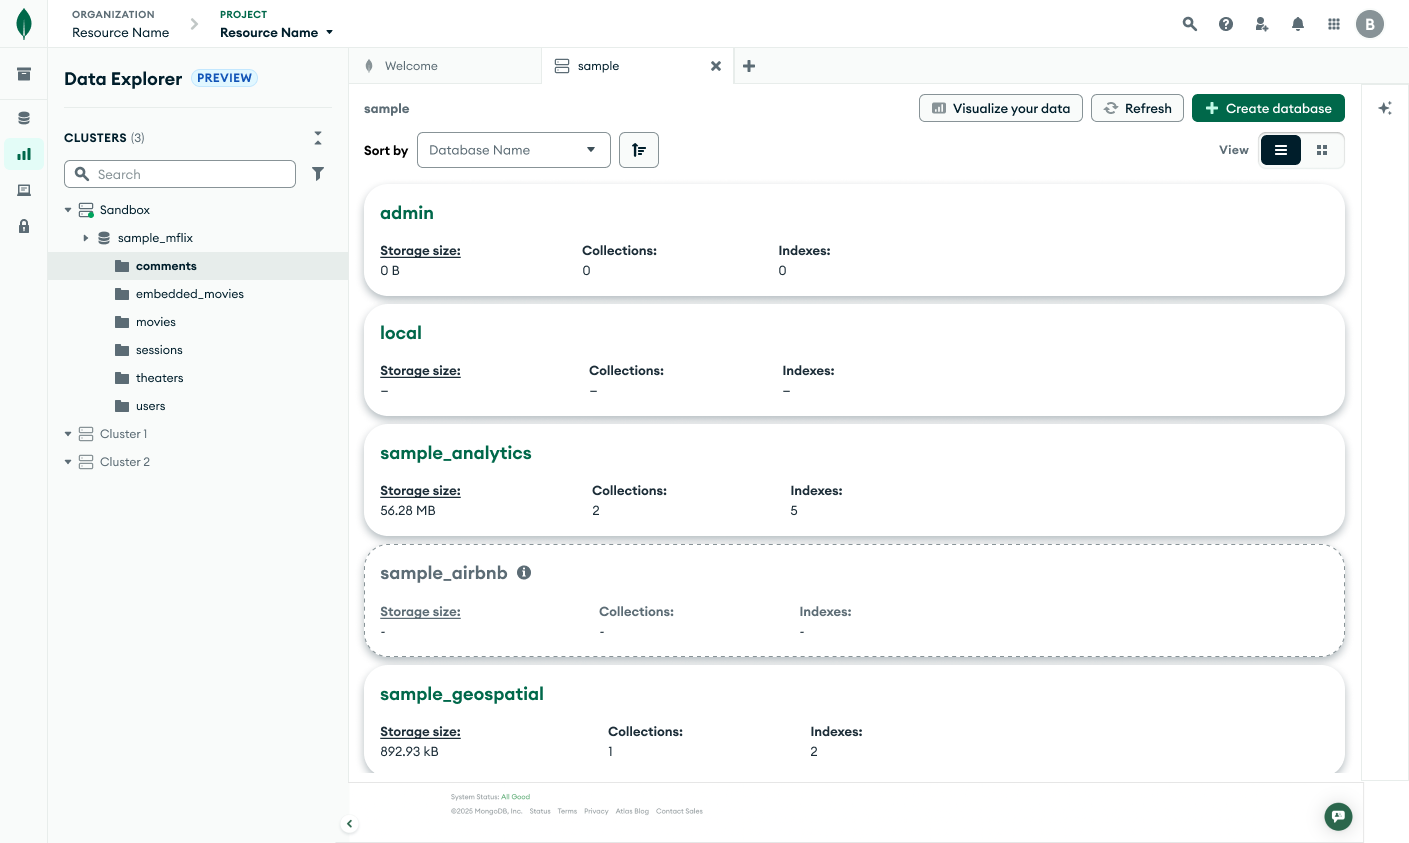 ORGANIZATION
Resource Name
PROJECT
Resource Name
B
Data Explorer PREVIEW
CLUSTERS (3)
Search
Sandbox
sample_mflix
comments
embedded_movies
movies
sessions
theaters
users
Cluster 1
Cluster 2
Welcome
sample
sample
Visualize your data
Refresh
Create database
Sort by
Database Name
View
admin
Storage size: Collections: Indexes:
0 B 0 0
local
Storage size: Collections: Indexes:
– – –
sample_analytics
Storage size: Collections: Indexes:
56.28 MB 2 5
sample_airbnb
Storage size: Collections: Indexes:
- - -
sample_geospatial
Storage size: Collections: Indexes:
892.93 kB 1 2
System Status: All Good
©2025 MongoDB, Inc. Status Terms Privacy Atlas Blog Contact Sales